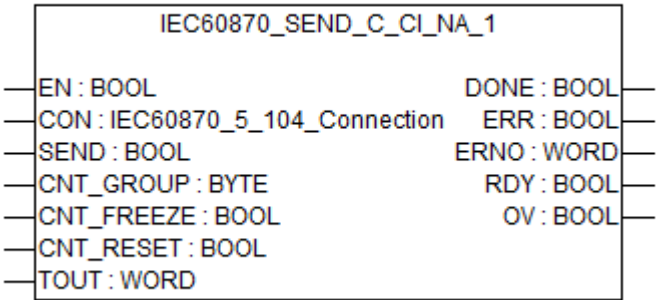 IEC60870_SEND_C_CI_NA_1
EN : BOOL DONE : BOOL
CON : IEC60870_5_104_Connection ERR : BOOL
SEND : BOOL ERNO : WORD
CNT_GROUP : BYTE RDY : BOOL
CNT_FREEZE : BOOL OV : BOOL
CNT_RESET : BOOL
TOUT : WORD